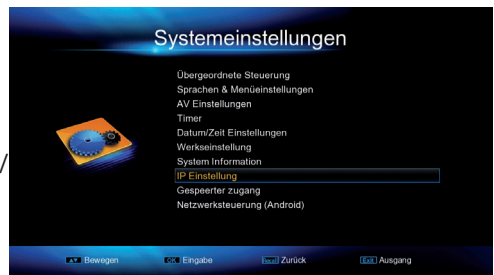 Systemeinstellungen
Übergeordnete Steuerung
Sprachen & Menüeinstellungen
AV Einstellungen
Timer
Datum/Zeit Einstellungen
Werkseinstellung
System Information
IP Einstellung
Gespeerter zugang
Netzwerksteuerung (Android)
▲▼ Bewegen OK Eingabe Recall Zurück Exit Ausgang
/